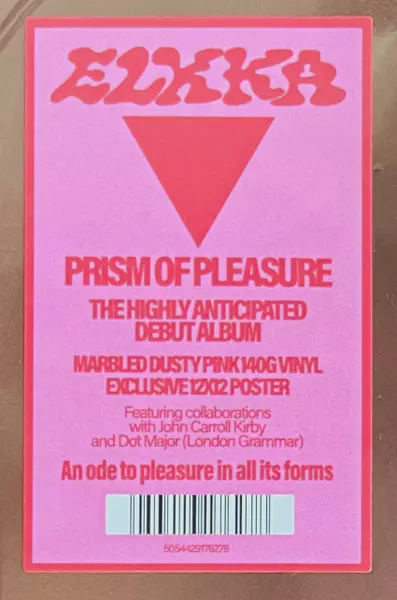 ELKKA
PRISM OF PLEASURE
THE HIGHLY ANTICIPATED
DEBUT ALBUM
MARBLED DUSTY PINK 140G VINYL
EXCLUSIVE 12X12 POSTER
Featuring collaborations
with John Carroll Kirby
and Dot Major (London Grammar)
An ode to pleasure in all its forms
5054429176278